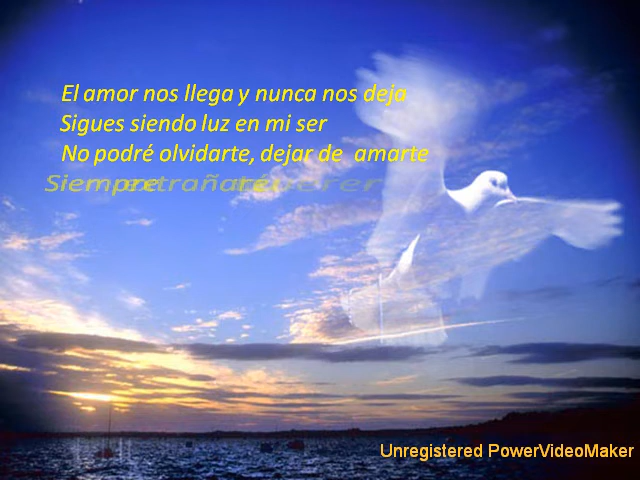 El amor nos llega y nunca nos deja
Sigues siendo luz en mi ser
No podré olvidarte, dejar de amarte
Siempre
Unregistered PowerVideoMaker